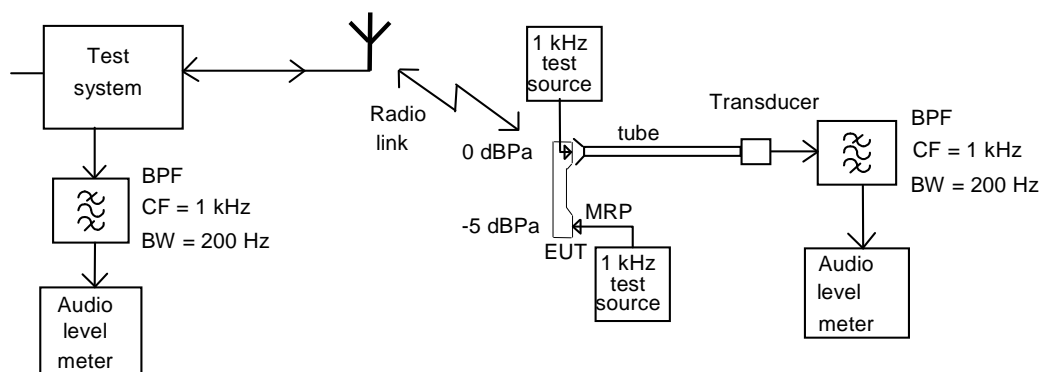 Test
system
Radio
link
BPF
CF = 1 kHz
BW = 200 Hz
Audio
level
meter
1 kHz
test
source
0 dBPa
-5 dBPa
EUT
MRP
1 kHz
test
source
tube
Transducer
BPF
CF = 1 kHz
BW = 200 Hz
Audio
level
meter